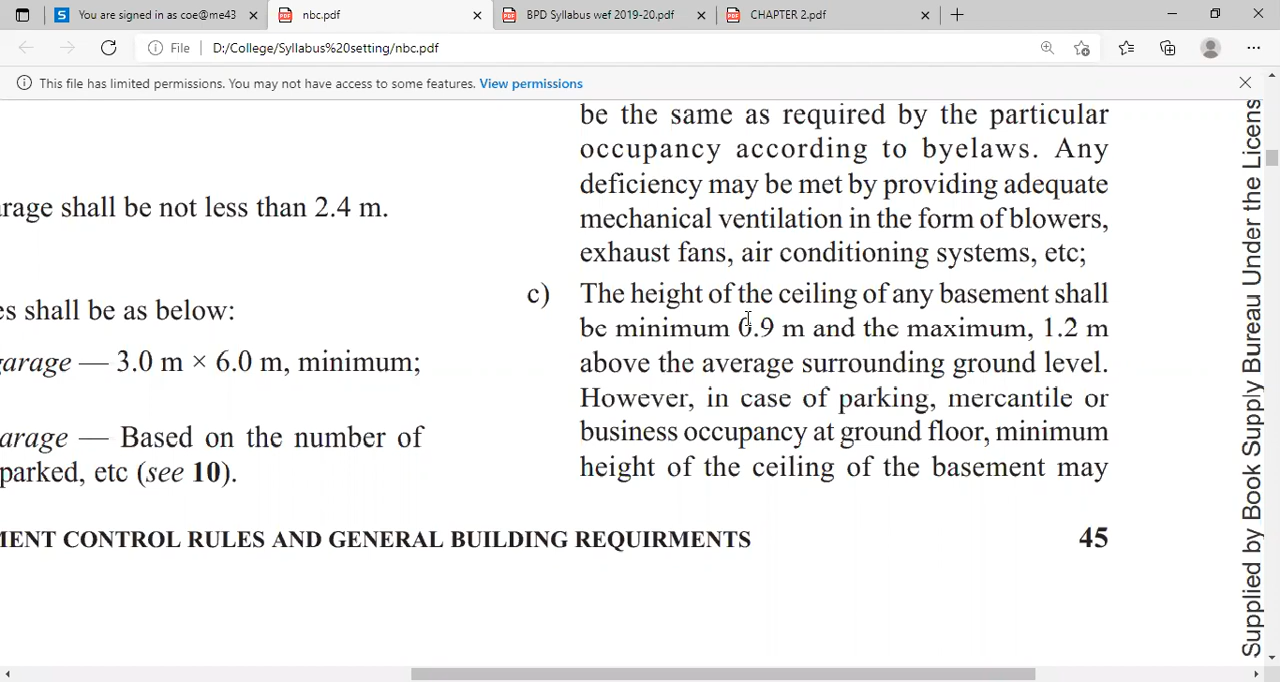 You are signed in as coe@me43
nbc.pdf
BPD Syllabus wef 2019-20.pdf
CHAPTER 2.pdf
File
D:/College/Syllabus%20setting/nbc.pdf
This file has limited permissions. You may not have access to some features. View permissions
arage shall be not less than 2.4 m.
es shall be as below:
garage — 3.0 m × 6.0 m, minimum;
arage — Based on the number of
parked, etc (see 10).
be the same as required by the particular
occupancy according to byelaws. Any
deficiency may be met by providing adequate
mechanical ventilation in the form of blowers,
exhaust fans, air conditioning systems, etc;
c) The height of the ceiling of any basement shall
be minimum 0.9 m and the maximum, 1.2 m
above the average surrounding ground level.
However, in case of parking, mercantile or
business occupancy at ground floor, minimum
height of the ceiling of the basement may
MENT CONTROL RULES AND GENERAL BUILDING REQUIRMENTS 45
Supplied by Book Supply Bureau Under the Licens